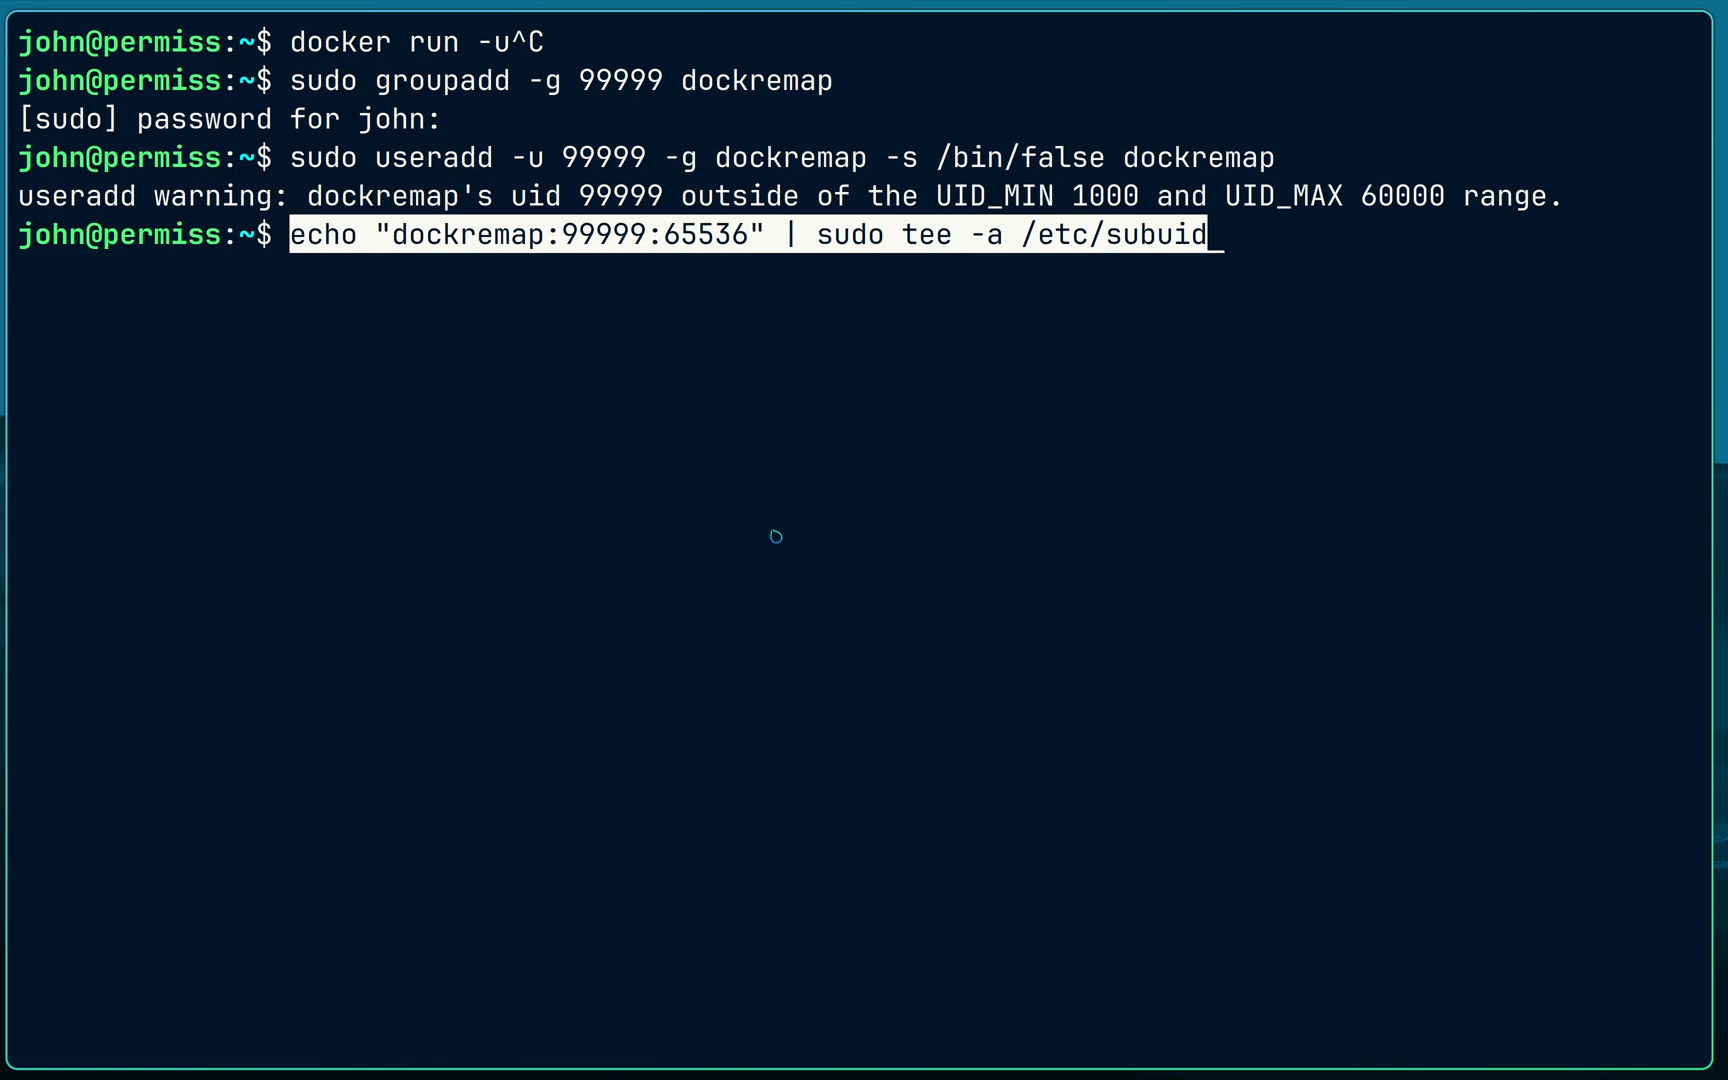 john@permiss:~$ docker run -u^C
john@permiss:~$ sudo groupadd -g 99999 dockremap
[sudo] password for john:
john@permiss:~$ sudo useradd -u 99999 -g dockremap -s /bin/false dockremap
useradd warning: dockremap's uid 99999 outside of the UID_MIN 1000 and UID_MAX 60000 range.
john@permiss:~$ echo "dockremap:99999:65536" | sudo tee -a /etc/subuid